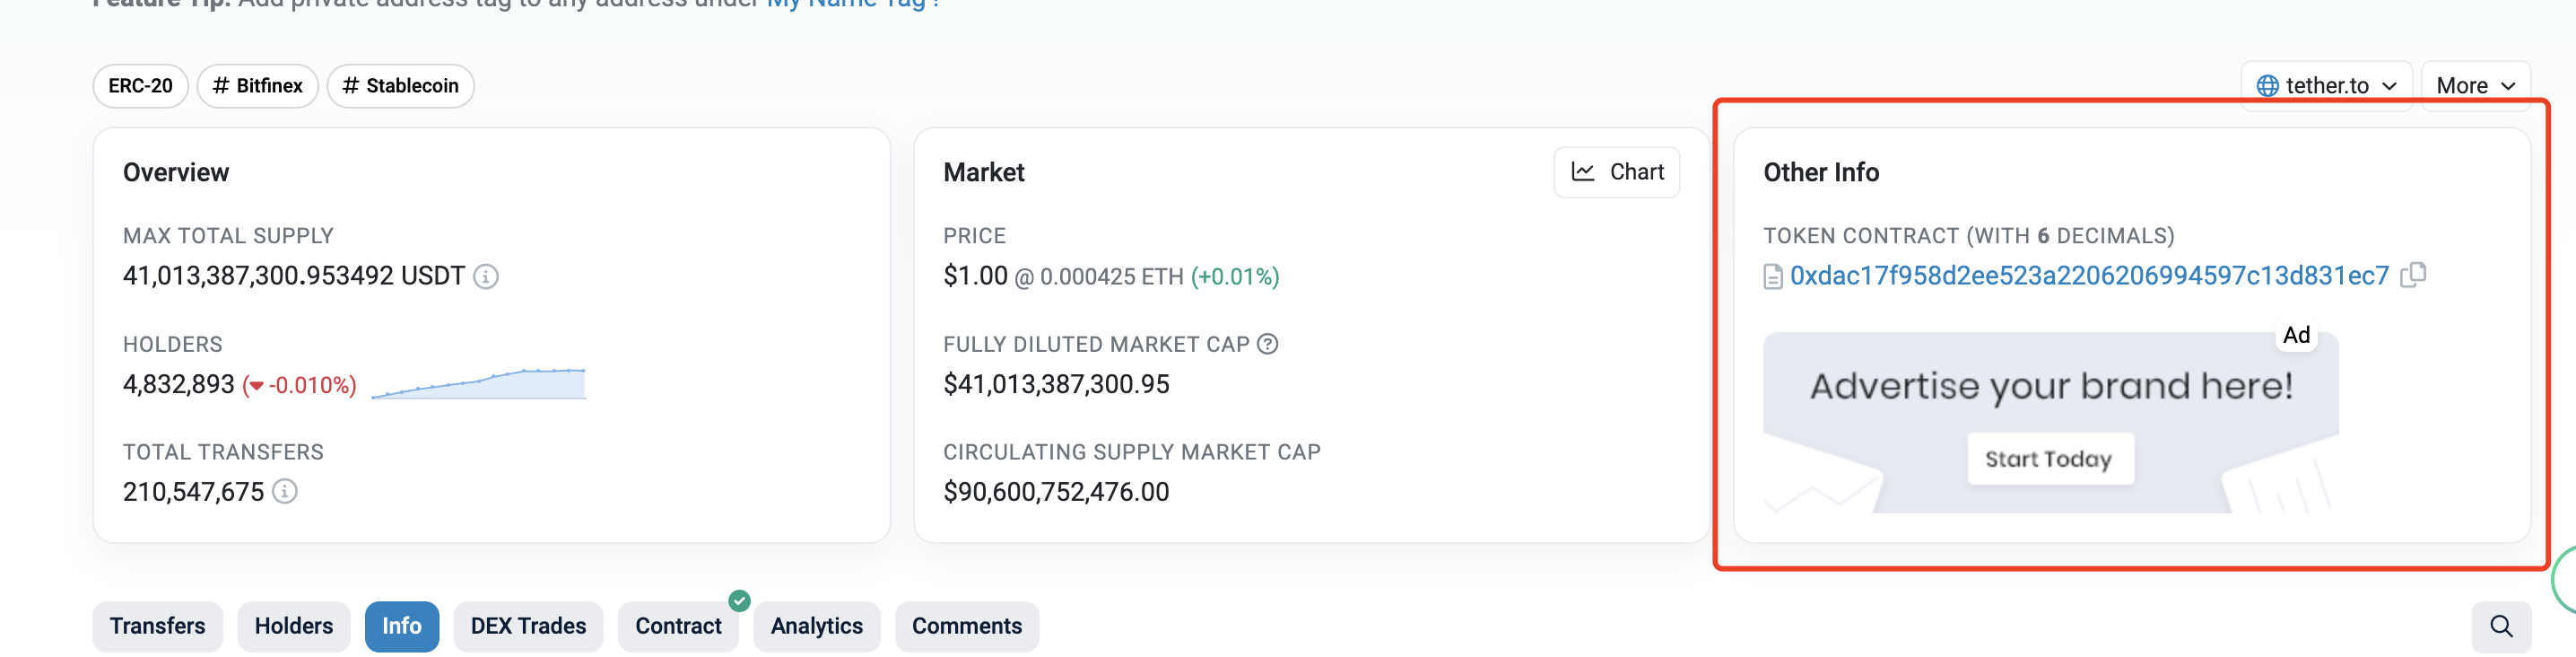 Feature Tip: Add private address tag to any address under My Name Tag !
ERC-20
# Bitfinex
# Stablecoin
tether.to
More
Overview
MAX TOTAL SUPPLY
41,013,387,300.953492 USDT
HOLDERS
4,832,893 (-0.010%)
TOTAL TRANSFERS
210,547,675
Market
Chart
PRICE
$1.00 @ 0.000425 ETH (+0.01%)
FULLY DILUTED MARKET CAP
$41,013,387,300.95
CIRCULATING SUPPLY MARKET CAP
$90,600,752,476.00
Other Info
TOKEN CONTRACT (WITH 6 DECIMALS)
0xdac17f958d2ee523a2206206994597c13d831ec7
Ad
Advertise your brand here!
Start Today
Transfers
Holders
Info
DEX Trades
Contract
Analytics
Comments